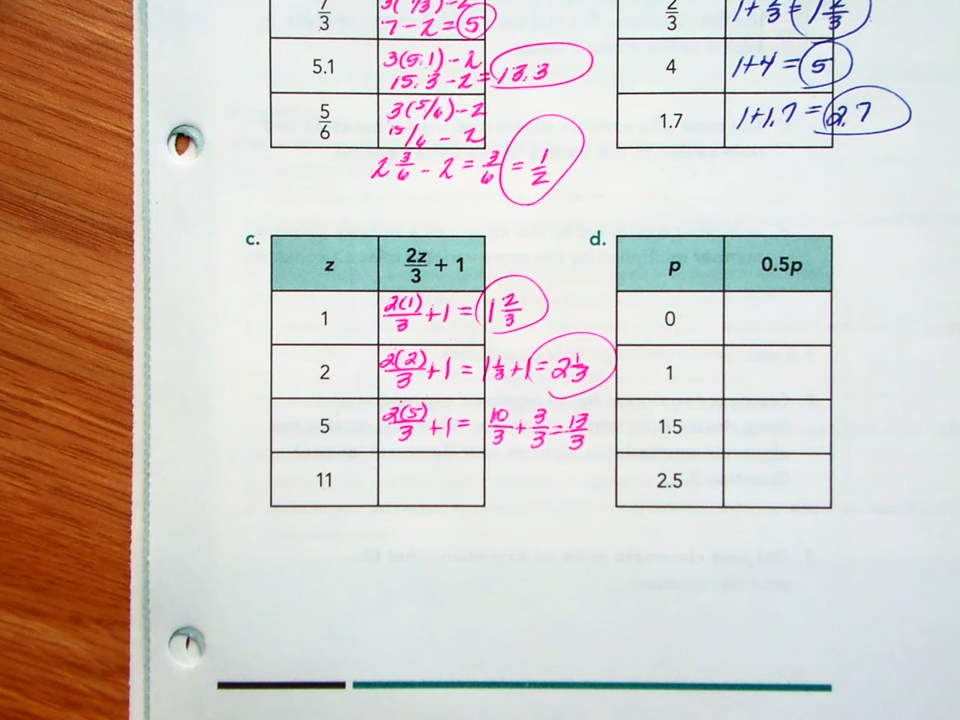 7/3 3(7/3)-2 2/3 1+2/3=1 2/3
7-2=5
5.1 3(5.1)-2 4 1+4=5
15.3-2=13.3
5/6 3(5/6)-2 1.7 1+1.7=2.7
15/6-2
2 3/6-2=3/6=1/2
c. d.
z 2z/3+1 p 0.5p
1 2(1)/3+1=1 2/3 0
2 2(2)/3+1=1 1/3+1=2 1/3 1
5 2(5)/3+1=10/3+3/3=13/3 1.5
11 2.5